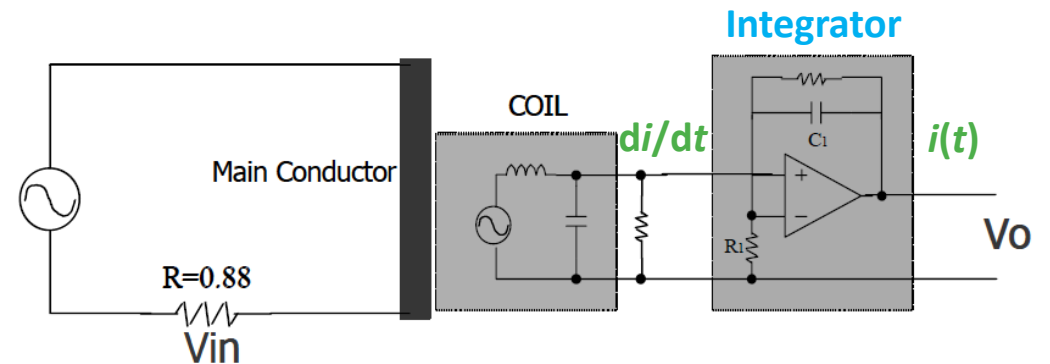 Integrator
COIL
di/dt
i(t)
C1
Main Conductor
+
−
R1
Vo
R=0.88
Vin